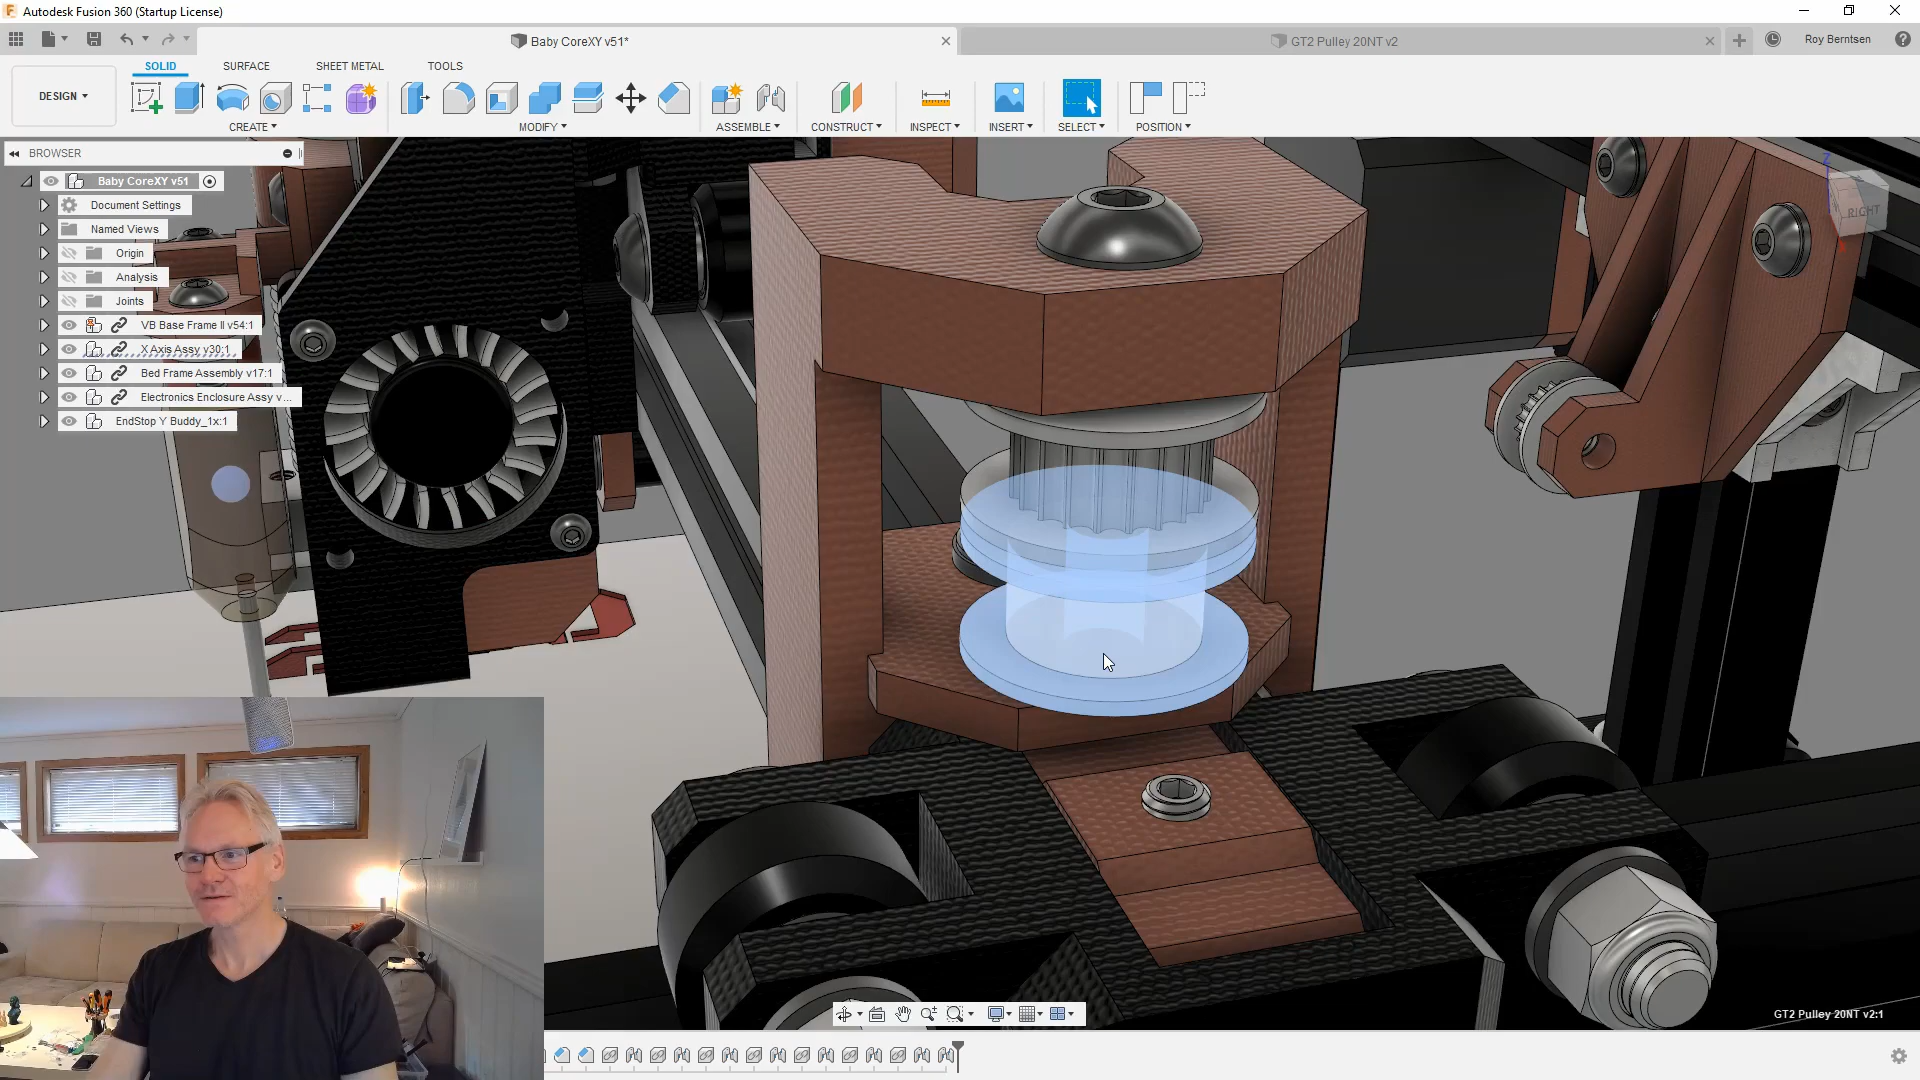 Autodesk Fusion 360 (Startup License)
Baby CoreXY v51*
GT2 Pulley 20NT v2
Roy Berntsen
SOLID
SURFACE
SHEET METAL
TOOLS
DESIGN
CREATE
MODIFY
ASSEMBLE
CONSTRUCT
INSPECT
INSERT
SELECT
POSITION
BROWSER
Baby CoreXY v51
Document Settings
Named Views
Origin
Analysis
Joints
VB Base Frame II v54:1
X Axis Assy v30:1
Bed Frame Assembly v17:1
Electronics Enclosure Assy v...
EndStop Y Buddy_1x:1
Z
RIGHT
X
GT2 Pulley 20NT v2:1